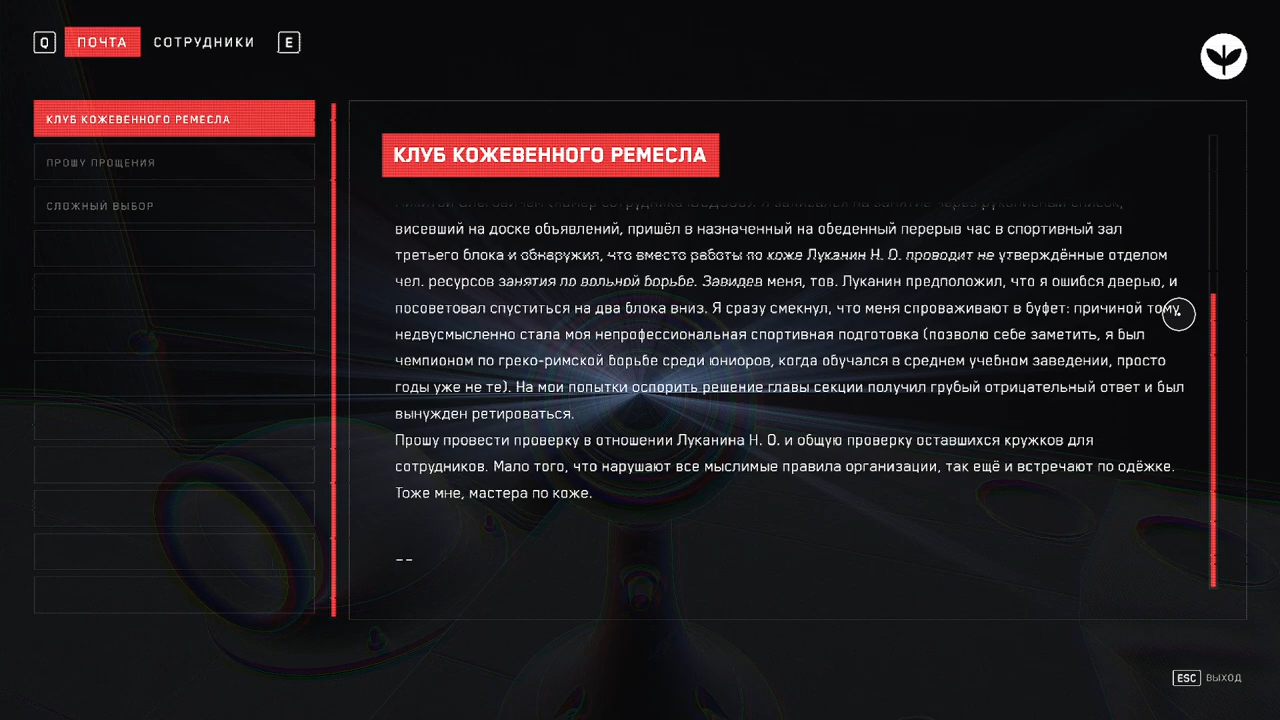 Q ПОЧТА СОТРУДНИКИ E
КЛУБ КОЖЕВЕННОГО РЕМЕСЛА
ПРОШУ ПРОЩЕНИЯ
СЛОЖНЫЙ ВЫБОР
КЛУБ КОЖЕВЕННОГО РЕМЕСЛА
висевший на доске объявлений, пришёл в назначенный на обеденный перерыв час в спортивный зал
третьего блока и обнаружил, что вместо работы по коже Луканин Н. О. проводит не утверждённые отделом
чел. ресурсов занятия по вольной борьбе. Завидев меня, тов. Луканин предположил, что я ошибся дверью, и
посоветовал спуститься на два блока вниз. Я сразу смекнул, что меня спроваживают в буфет: причиной тому
недвусмысленно стала моя непрофессиональная спортивная подготовка (позволю себе заметить, я был
чемпионом по греко-римской борьбе среди юниоров, когда обучался в среднем учебном заведении, просто
годы уже не те). На мои попытки оспорить решение главы секции получил грубый отрицательный ответ и был
вынужден ретироваться.
Прошу провести проверку в отношении Луканина Н. О. и общую проверку оставшихся кружков для
сотрудников. Мало того, что нарушают все мыслимые правила организации, так ещё и встречают по одёжке.
Тоже мне, мастера по коже.
--
ESC ВЫХОД